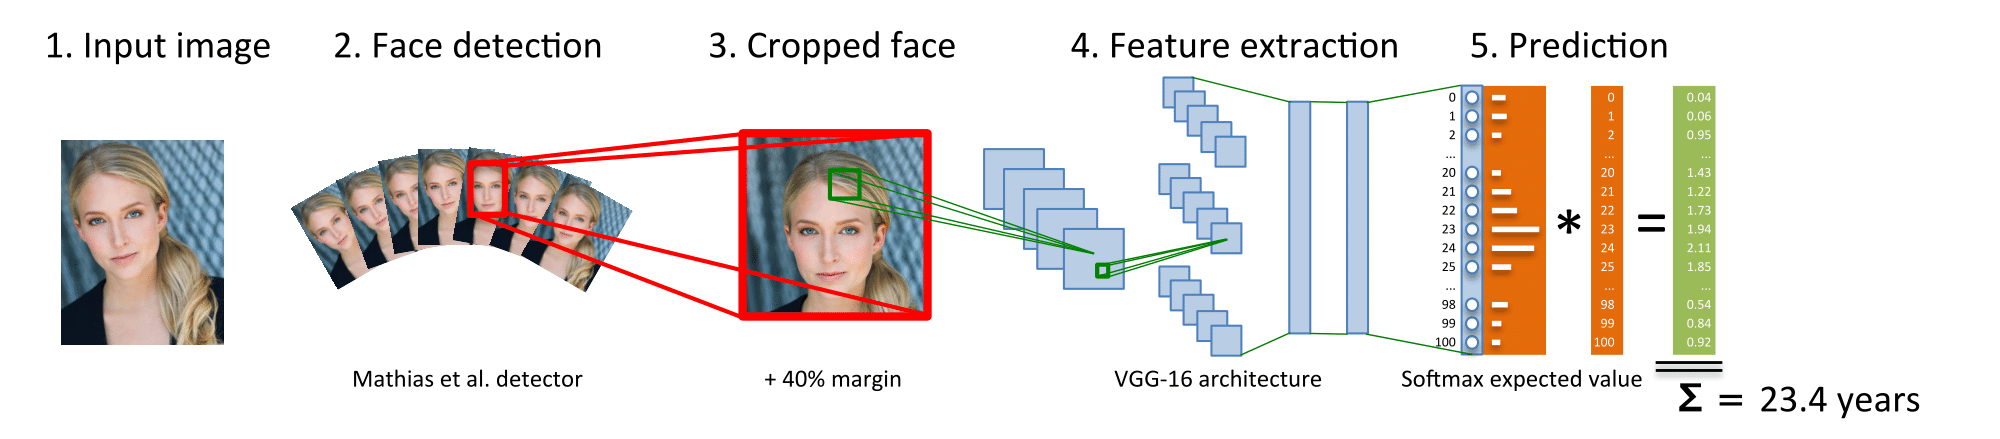 1. Input image
2. Face detection
3. Cropped face
4. Feature extraction
5. Prediction
0 0 0.04
1 1 0.06
2 2 0.95
... ... ...
20 20 1.43
21 21 1.22
22 22 1.73
23 * 23 = 1.94
24 24 2.11
25 25 1.85
... ... ...
98 98 0.54
99 99 0.84
100 100 0.92
Mathias et al. detector
+ 40% margin
VGG-16 architecture
Softmax expected value
Σ = 23.4 years